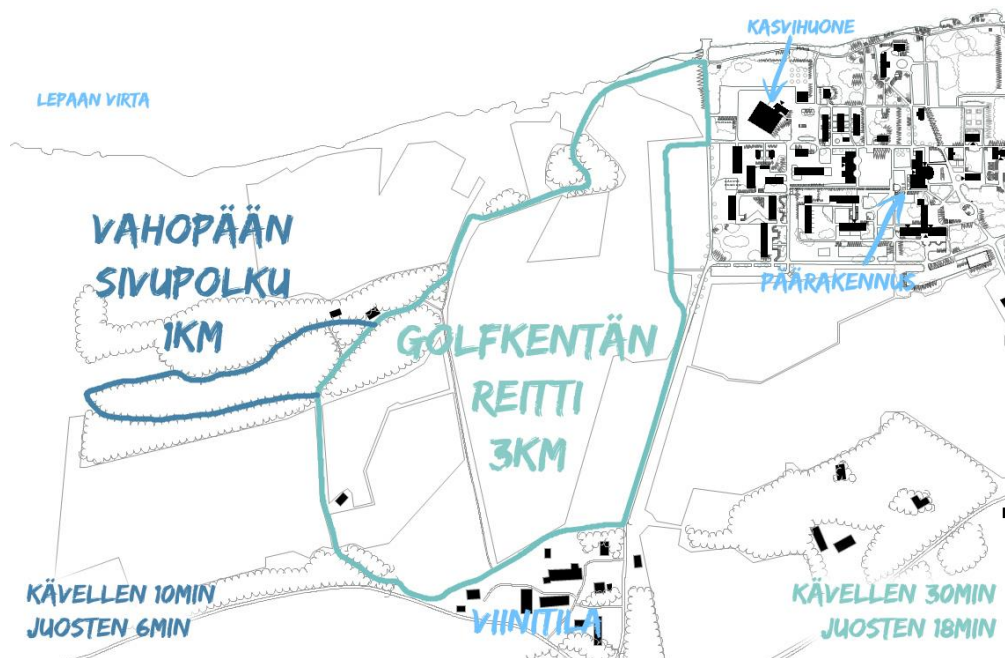 KASVIHUONE
LEPAAN VIRTA
VAHOPÄÄN
SIVUPOLKU
1KM
PÄÄRAKENNUS
GOLFKENTÄN
REITTI
3KM
KÄVELLEN 10MIN
JUOSTEN 6MIN
VIINITILA
KÄVELLEN 30MIN
JUOSTEN 18MIN